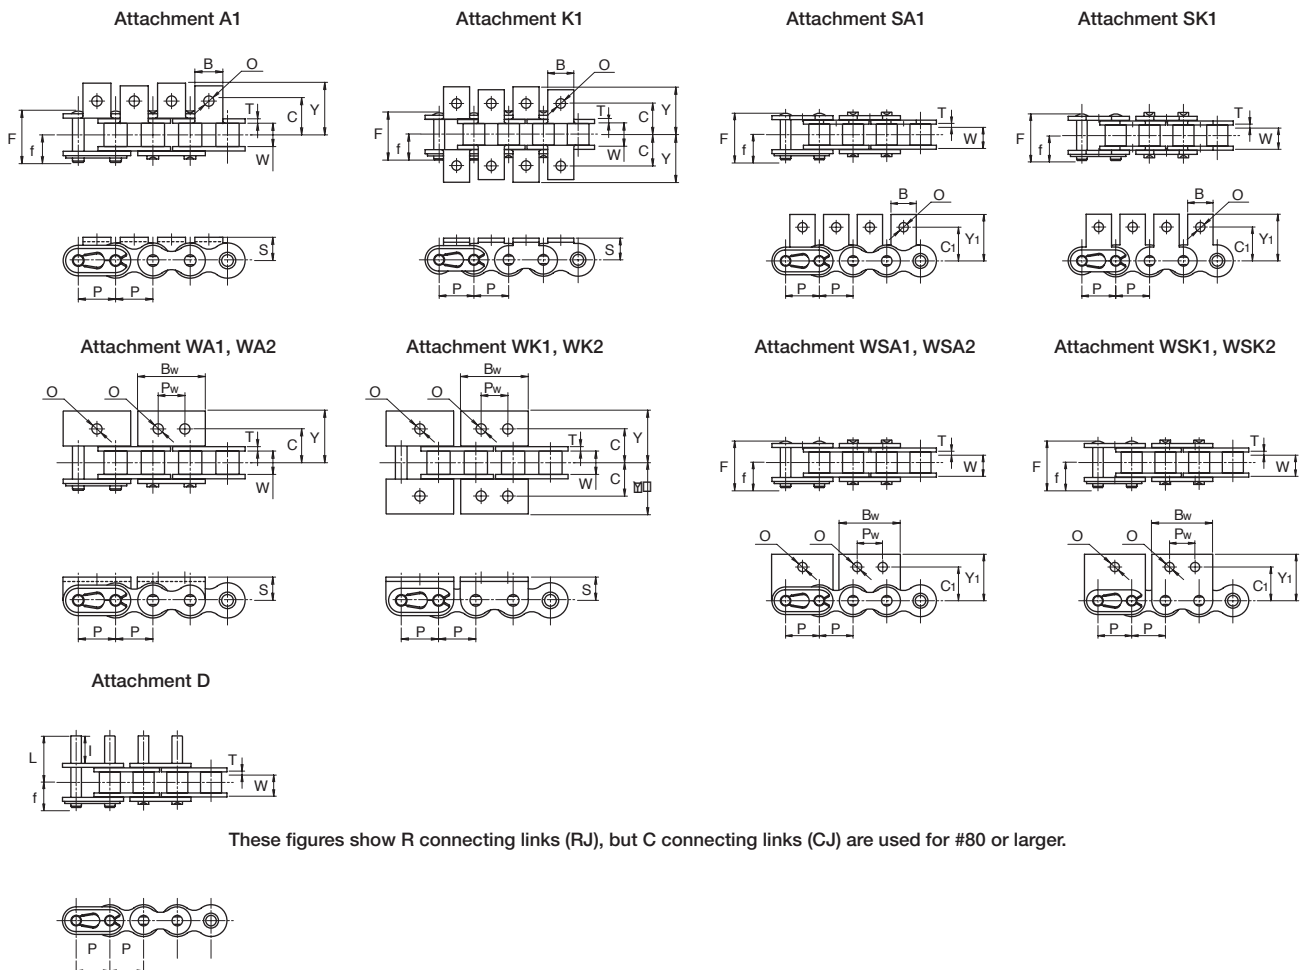 Attachment A1
B
O
T
C
Y
F
f
W
S
P
P
Attachment K1
B
O
T
C
Y
F
f
W
C
Y
S
P
P
Attachment SA1
T
F
f
W
B
O
C1
Y1
P
P
Attachment SK1
T
F
f
W
B
O
C1
Y1
P
P
Attachment WA1, WA2
Bw
O
O
Pw
T
C
Y
W
S
P
P
Attachment WK1, WK2
Bw
O
O
Pw
T
C
Y
W
C
S
P
P
Attachment WSA1, WSA2
T
F
f
W
Bw
O
O
Pw
C1
Y1
P
P
Attachment WSK1, WSK2
T
F
f
W
Bw
O
O
Pw
C1
Y1
P
P
Attachment D
L
l
T
f
W
These figures show R connecting links (RJ), but C connecting links (CJ) are used for #80 or larger.
P
P